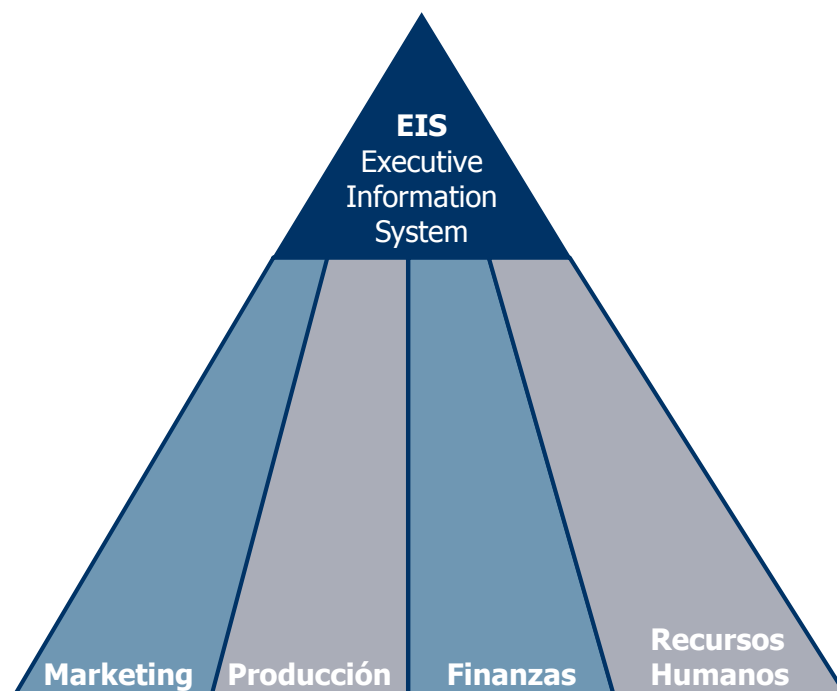 EIS
Executive
Information
System
Marketing
Producción
Finanzas
Recursos
Humanos